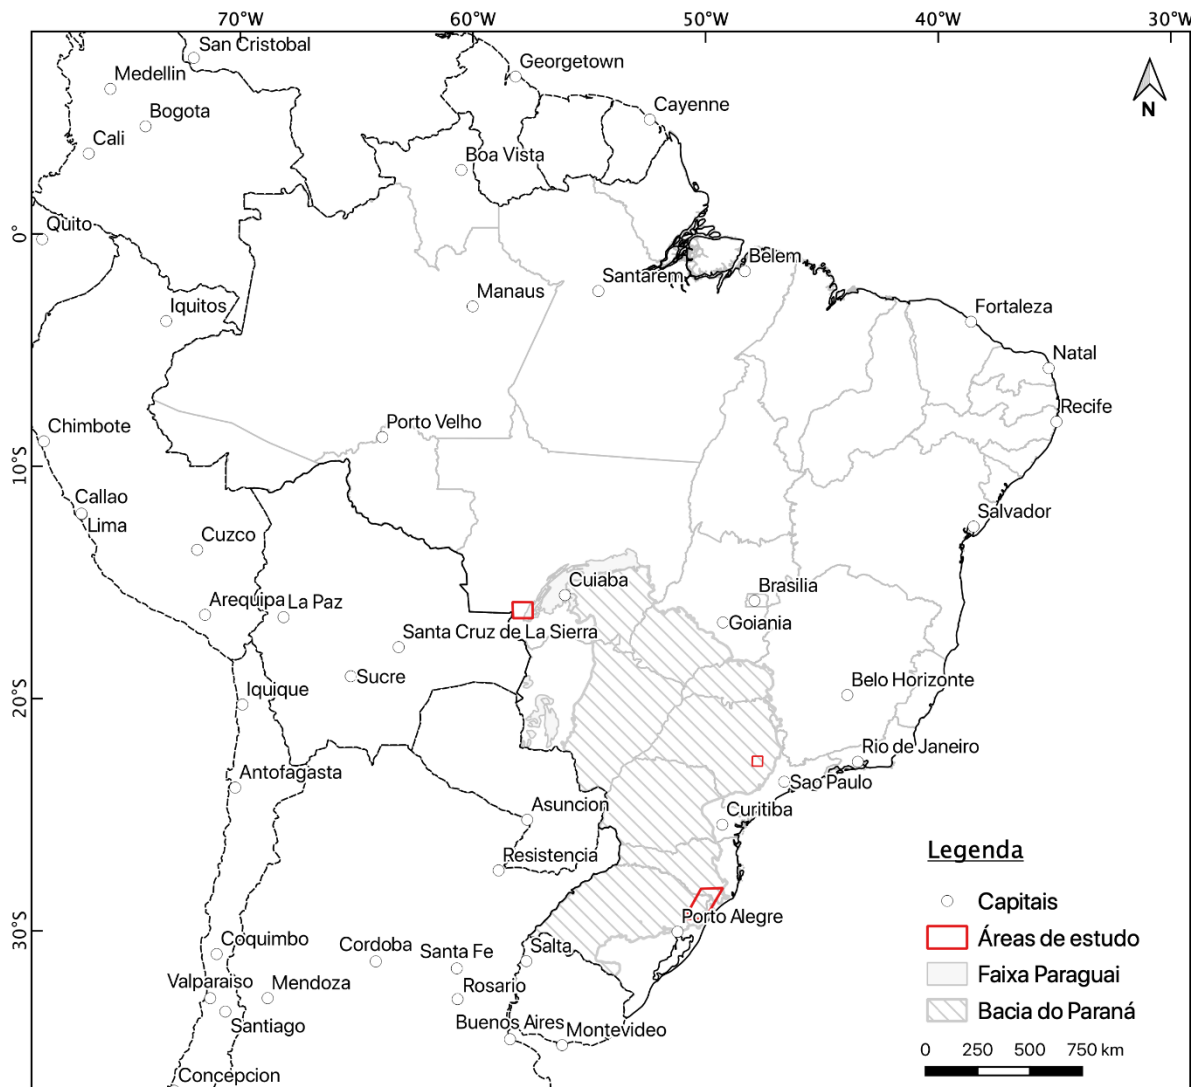 70°W 60°W 50°W 40°W 30°W
San Cristobal
Georgetown
Medellin
N
Cayenne
Bogota
Cali
Boa Vista
Quito
0°
Belem
Santarem
Manaus
Iquitos
Fortaleza
Natal
Recife
Porto Velho
Chimbote
10°S
Callao
Lima
Salvador
Cuzco
Cuiaba
Brasilia
Arequipa
La Paz
Goiania
Santa Cruz de La Sierra
Sucre
Belo Horizonte
Iquique
20°S
Rio de Janeiro
Antofagasta
Sao Paulo
Asuncion
Curitiba
Resistencia
Porto Alegre
30°S
Coquimbo
Cordoba
Santa Fe
Salta
Valparaiso
Mendoza
Rosario
Santiago
Buenos Aires
Montevideo
Concepcion
Legenda
Capitais
Áreas de estudo
Faixa Paraguai
Bacia do Paraná
0 250 500 750 km